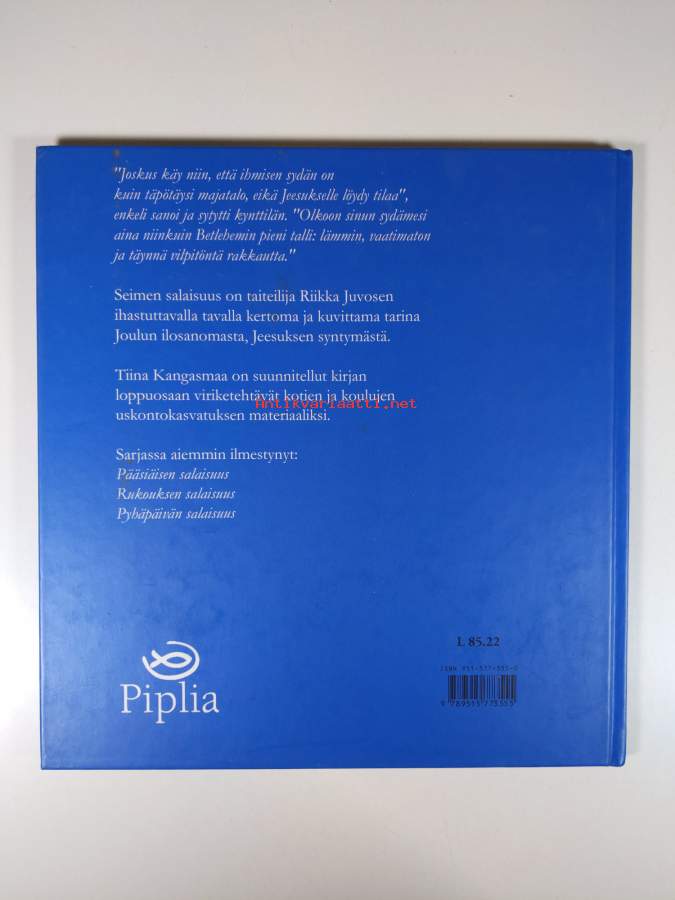 "Joskus käy niin, että ihmisen sydän on
kuin täpötäysi majatalo, eikä Jeesukselle löydy tilaa",
enkeli sanoi ja sytytti kynttilän. "Olkoon sinun sydämesi
aina niinkuin Betlehemin pieni talli: lämmin, vaatimaton
ja täynnä vilpitöntä rakkautta."
Seimen salaisuus on taiteilija Riikka Juvosen
ihastuttavalla tavalla kertoma ja kuvittama tarina
Joulun ilosanomasta, Jeesuksen syntymästä.
Tiina Kangasmaa on suunnitellut kirjan
loppuosaan viriketehtävät kotien ja koulujen
Antikvariaatti.net
uskontokasvatuksen materiaaliksi.
Sarjassa aiemmin ilmestynyt:
Pääsiäisen salaisuus
Rukouksen salaisuus
Pyhäpäivän salaisuus
L 85.22
Piplia